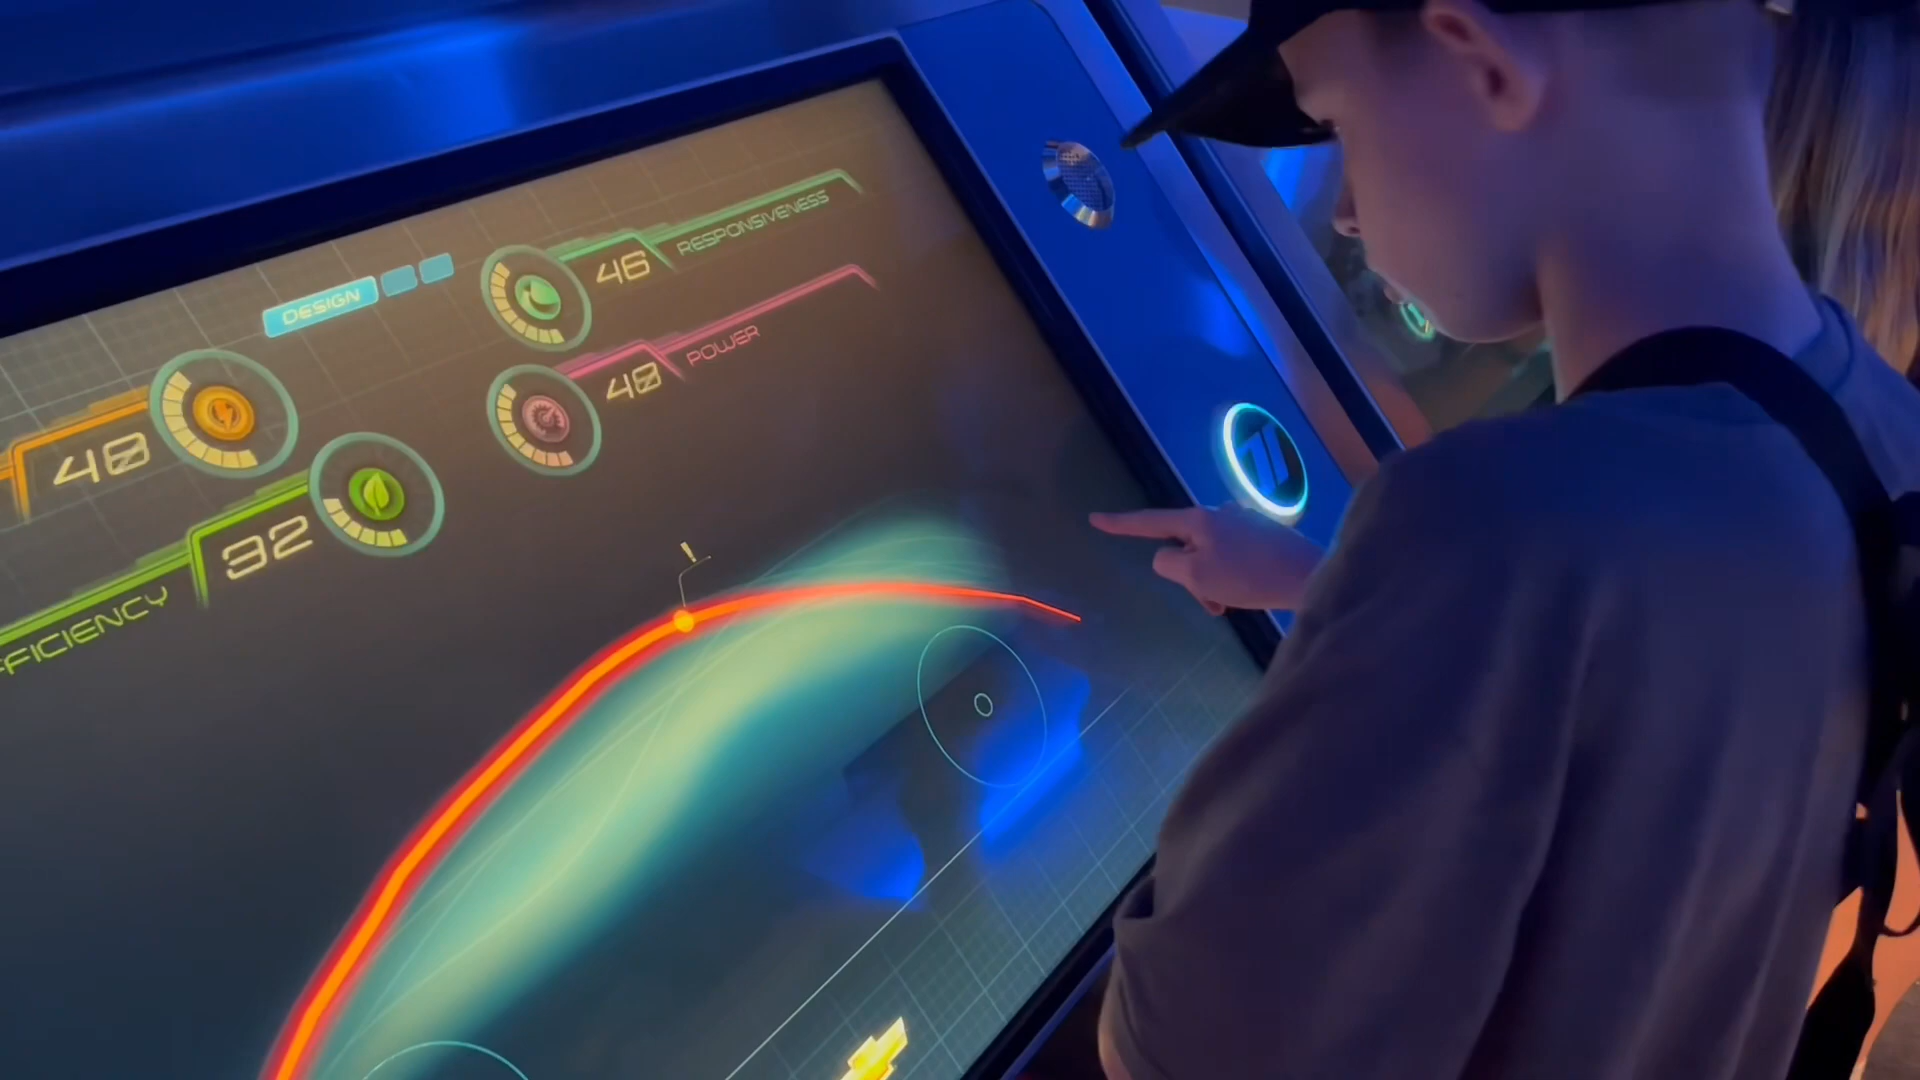 DESIGN
46 RESPONSIVENESS
40 POWER
40
32
FFICIENCY
!